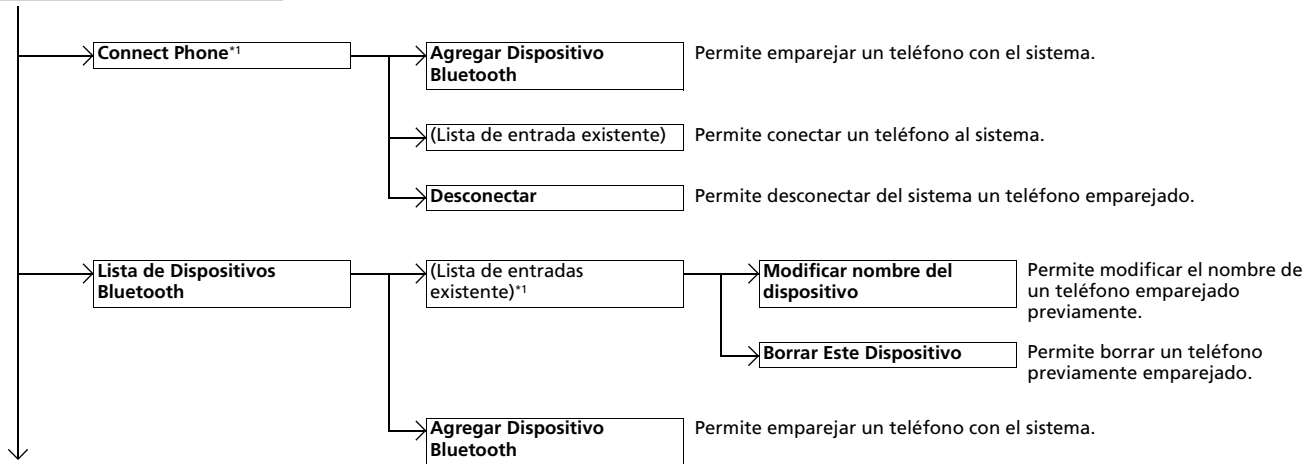 Connect Phone*1
Agregar Dispositivo
Bluetooth
Permite emparejar un teléfono con el sistema.
(Lista de entrada existente)
Permite conectar un teléfono al sistema.
Desconectar
Permite desconectar del sistema un teléfono emparejado.
Lista de Dispositivos
Bluetooth
(Lista de entradas
existente)*1
Modificar nombre del
dispositivo
Permite modificar el nombre de
un teléfono emparejado
previamente.
Borrar Este Dispositivo
Permite borrar un teléfono
previamente emparejado.
Agregar Dispositivo
Bluetooth
Permite emparejar un teléfono con el sistema.